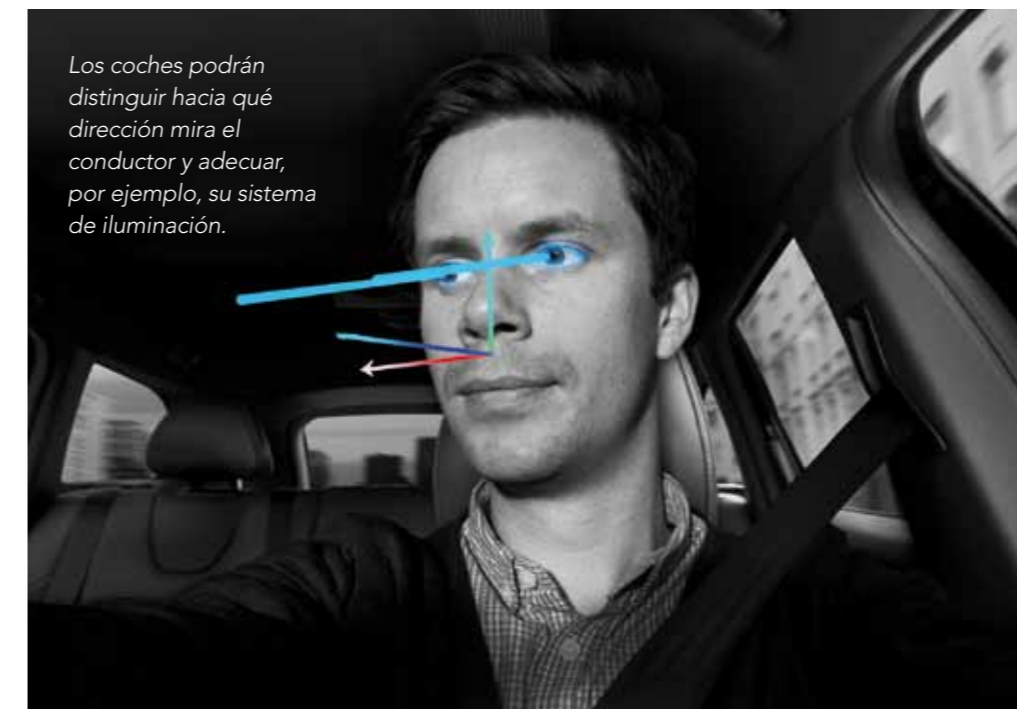 Los coches podrán
distinguir hacia qué
dirección mira el
conductor y adecuar,
por ejemplo, su sistema
de iluminación.